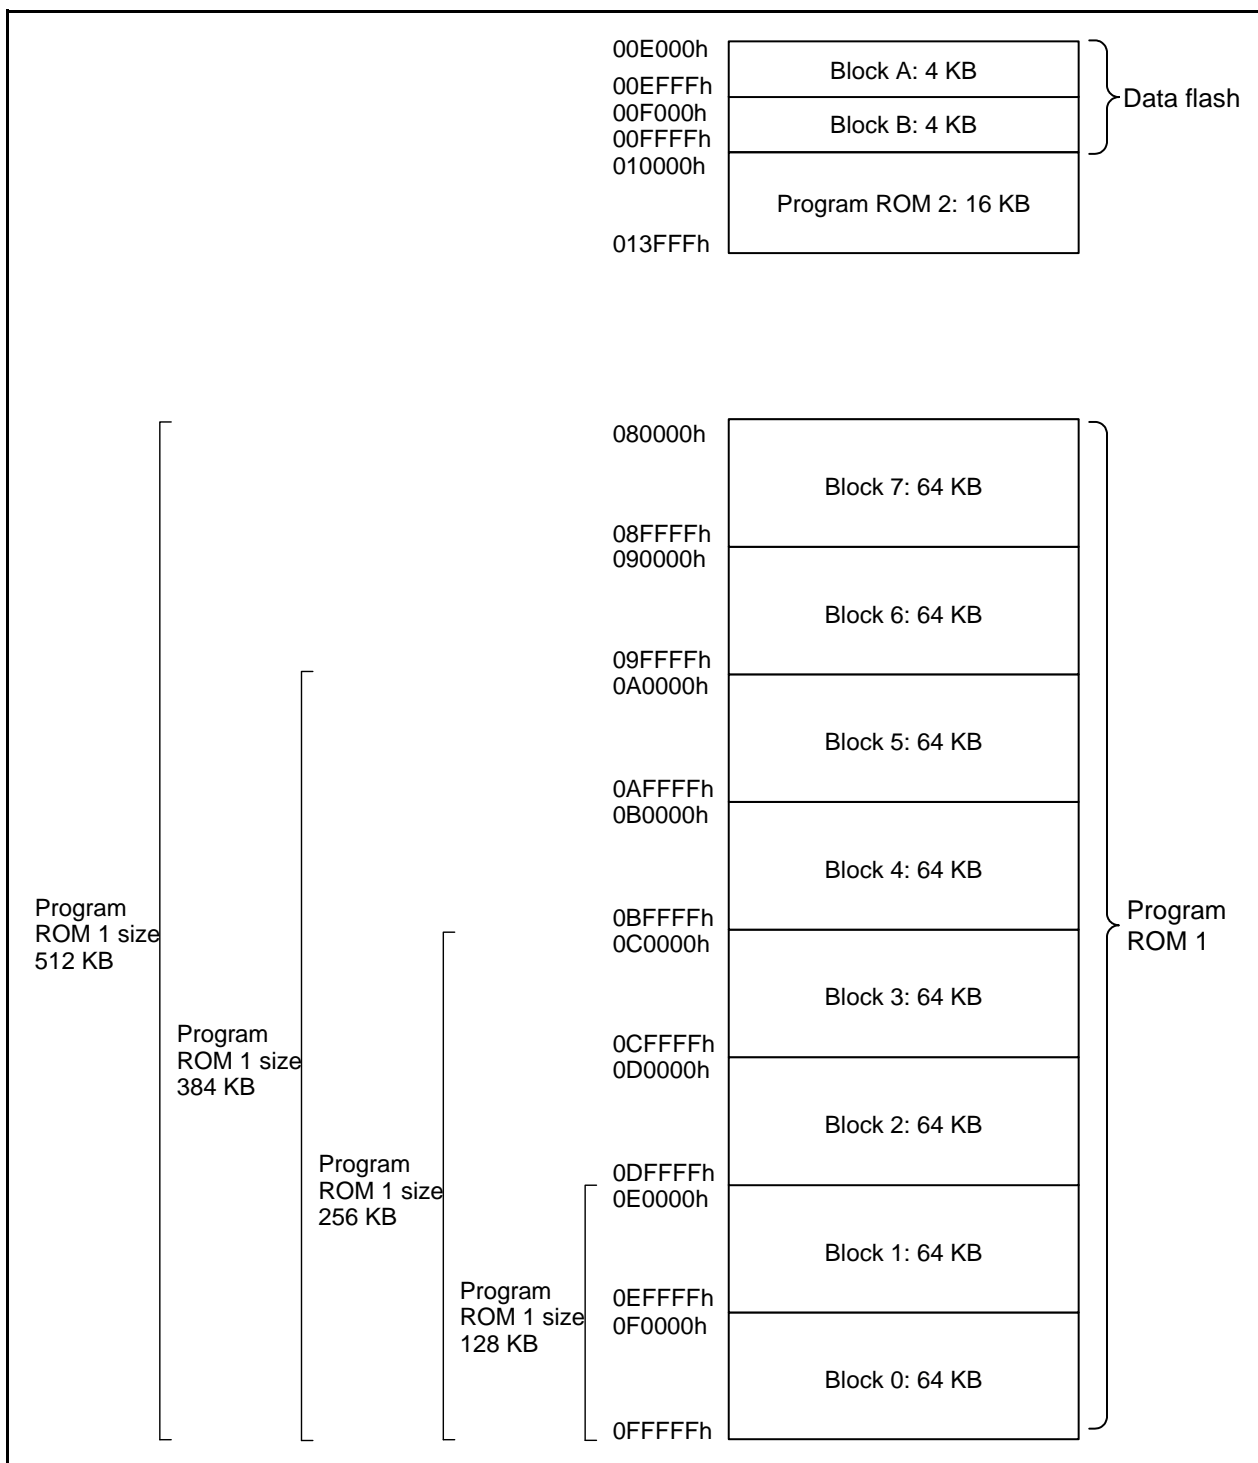 00E000h
Block A: 4 KB
00EFFFh
Data flash
00F000h
Block B: 4 KB
00FFFFh
010000h
Program ROM 2: 16 KB
013FFFh
080000h
Block 7: 64 KB
08FFFFh
090000h
Block 6: 64 KB
09FFFFh
0A0000h
Block 5: 64 KB
0AFFFFh
0B0000h
Block 4: 64 KB
0BFFFFh
0C0000h
Program
ROM 1 size
512 KB
Program
ROM 1
Block 3: 64 KB
0CFFFFh
0D0000h
Program
ROM 1 size
384 KB
Block 2: 64 KB
0DFFFFh
0E0000h
Program
ROM 1 size
256 KB
Block 1: 64 KB
0EFFFFh
0F0000h
Program
ROM 1 size
128 KB
Block 0: 64 KB
0FFFFFh